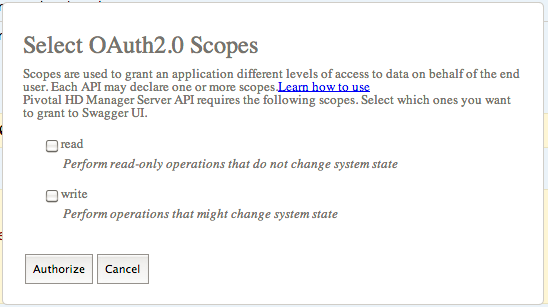 Select OAuth2.0 Scopes
Scopes are used to grant an application different levels of access to data on behalf of the end
user. Each API may declare one or more scopes.Learn how to use
Pivotal HD Manager Server API requires the following scopes. Select which ones you want
to grant to Swagger UI.
read
Perform read-only operations that do not change system state
write
Perform operations that might change system state
Authorize Cancel